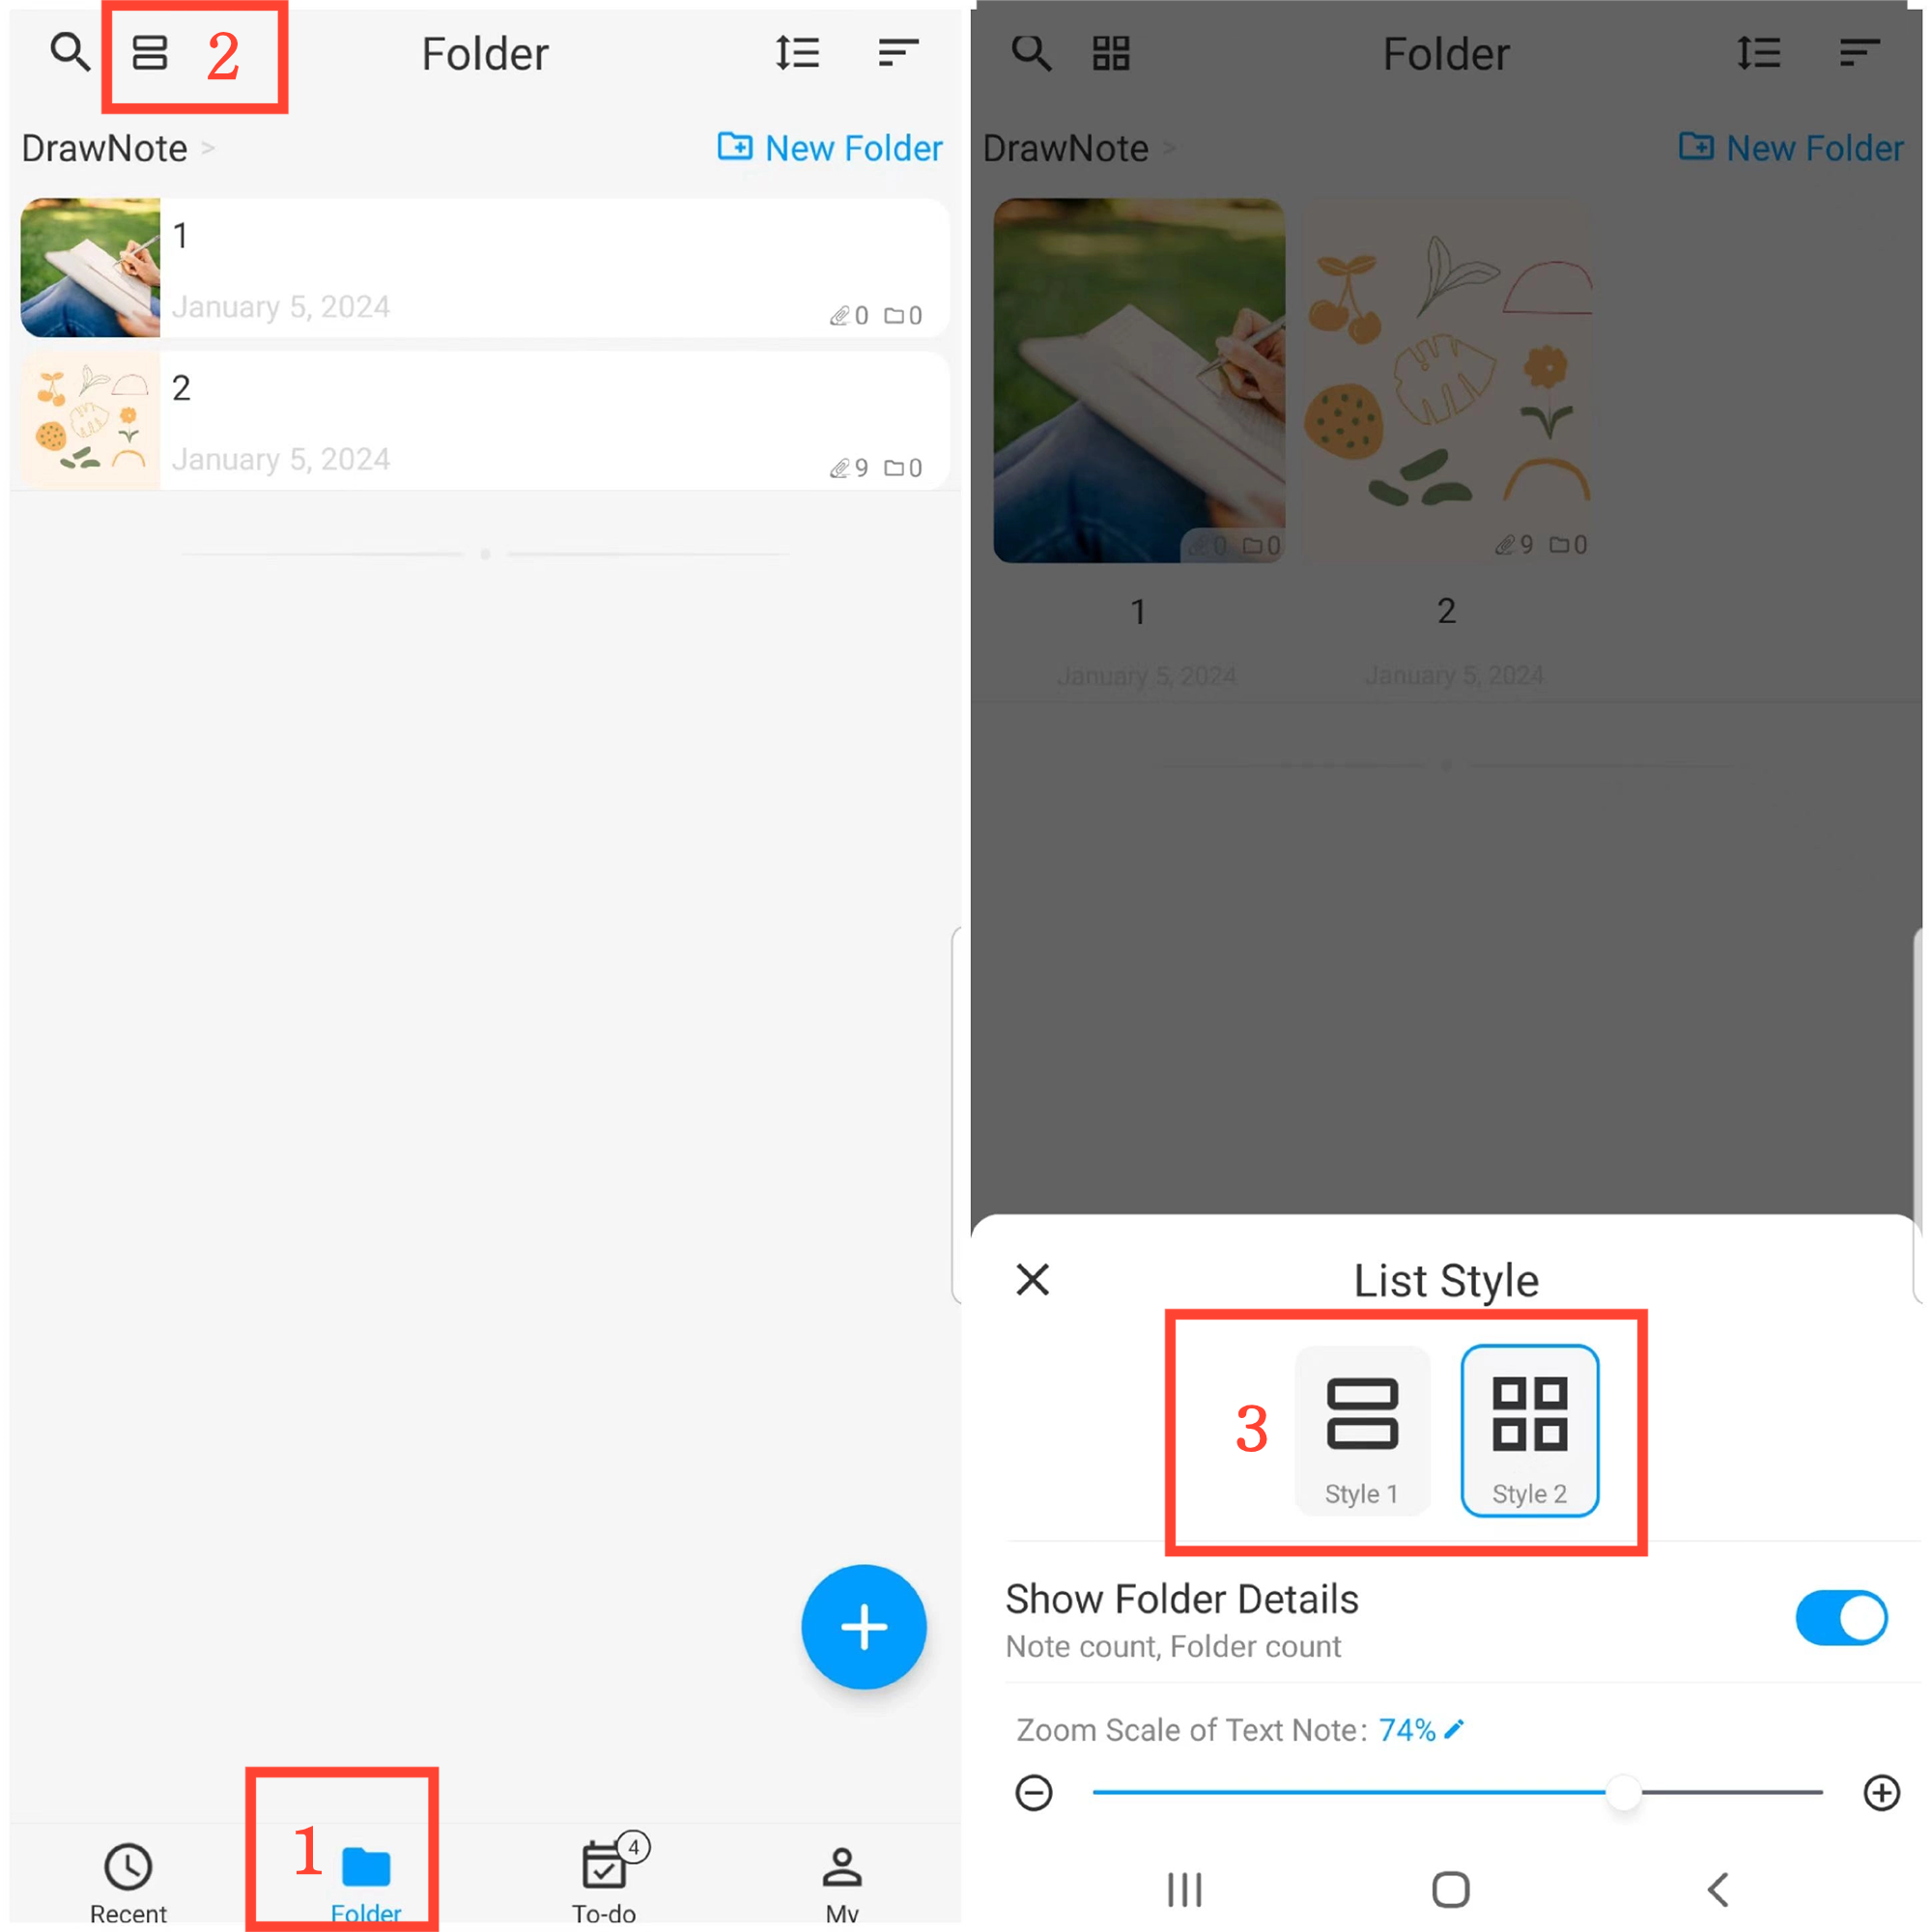 2
Folder
DrawNote >
New Folder
1
January 5, 2024
0 0
2
January 5, 2024
9 0
1
Recent
Folder
4
To-do
My
Folder
DrawNote >
New Folder
0 0
9 0
1
2
January 5, 2024
January 5, 2024
List Style
3
Style 1
Style 2
Show Folder Details
Note count, Folder count
Zoom Scale of Text Note: 74%